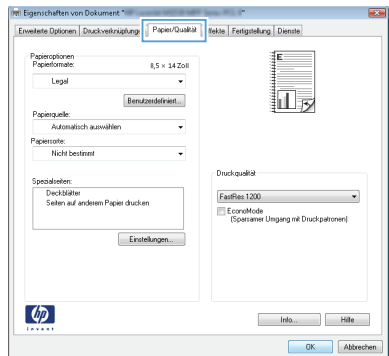 Eigenschaften von Dokument "
Erweiterte Optionen Druckverknüpfung Papier/Qualität ffekte Fertigstellung Dienste
Papieroptionen
Papierformate: 8,5 × 14 Zoll
Legal
Benutzerdefiniert...
Papierquelle:
Automatisch auswählen
Papiersorte:
Nicht bestimmt
Spezialseiten:
Deckblätter
Seiten auf anderem Papier drucken
Einstellungen...
E
Druckqualität
FastRes 1200
EconoMode
(Sparsamer Umgang mit Druckpatronen)
hp
invent
Info... Hilfe
OK Abbrechen